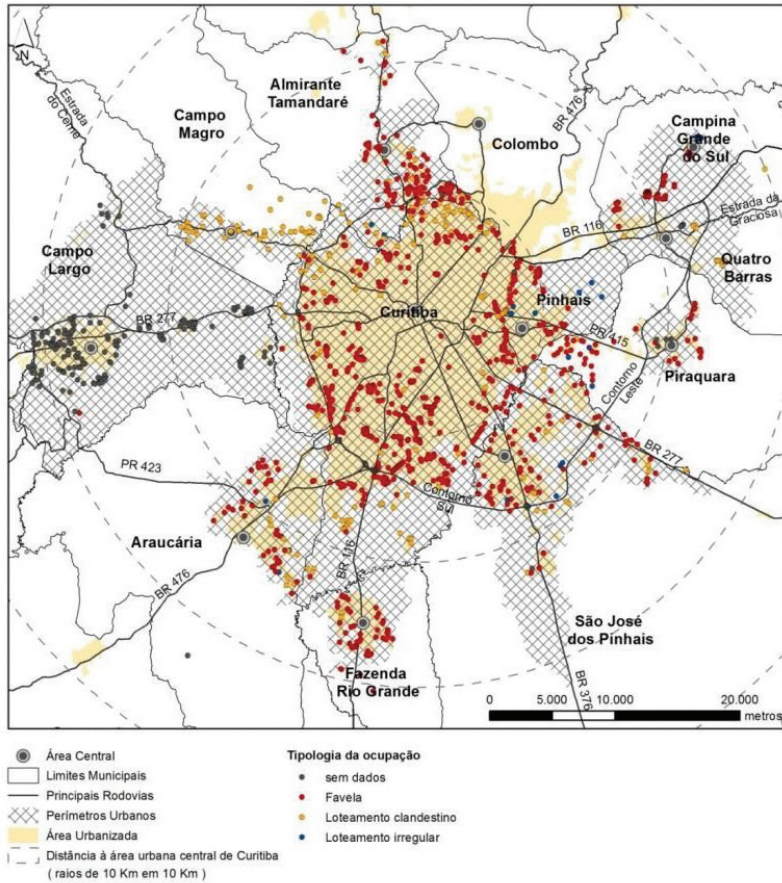 N
Estrada
do Cerne
Campo
Magro
Almirante
Tamandaré
Colombo
BR 476
Campina
Grande
do Sul
Estrada da
Graciosa
BR 116
Campo
Largo
Quatro
Barras
BR 277
Curitiba
Pinhais
PR 415
Piraquara
Contorno
Leste
BR 277
PR 423
Contorno
Sul
Araucária
BR 116
BR 476
São José
dos Pinhais
Fazenda
Rio Grande
BR 376
0 5.000 10.000 20.000
metros
Área Central
Limites Municipais
Principais Rodovias
Perímetros Urbanos
Área Urbanizada
Distância à área urbana central de Curitiba
( raios de 10 Km em 10 Km )
Tipologia da ocupação
sem dados
Favela
Loteamento clandestino
Loteamento irregular